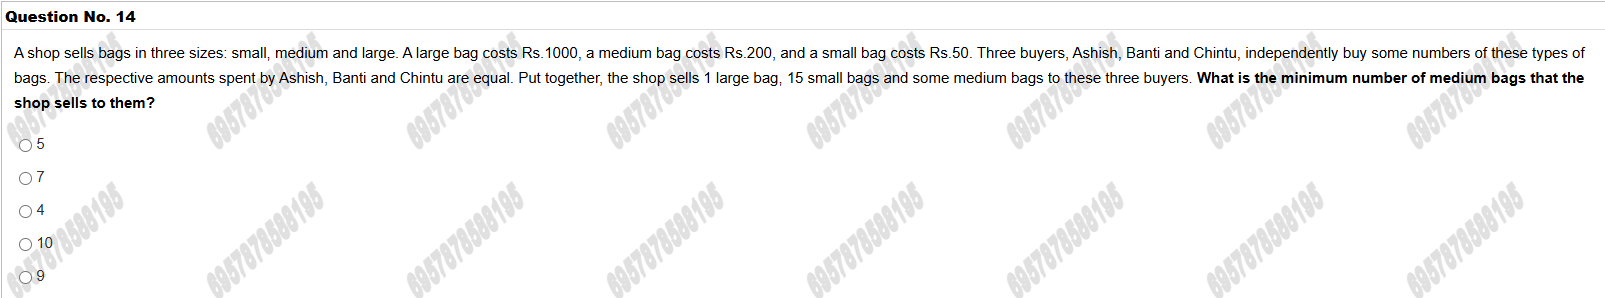 Question No. 14
A shop sells bags in three sizes: small, medium and large. A large bag costs Rs.1000, a medium bag costs Rs.200, and a small bag costs Rs.50. Three buyers, Ashish, Banti and Chintu, independently buy some numbers of these types of
bags. The respective amounts spent by Ashish, Banti and Chintu are equal. Put together, the shop sells 1 large bag, 15 small bags and some medium bags to these three buyers. What is the minimum number of medium bags that the
shop sells to them?
5
7
4
10
9